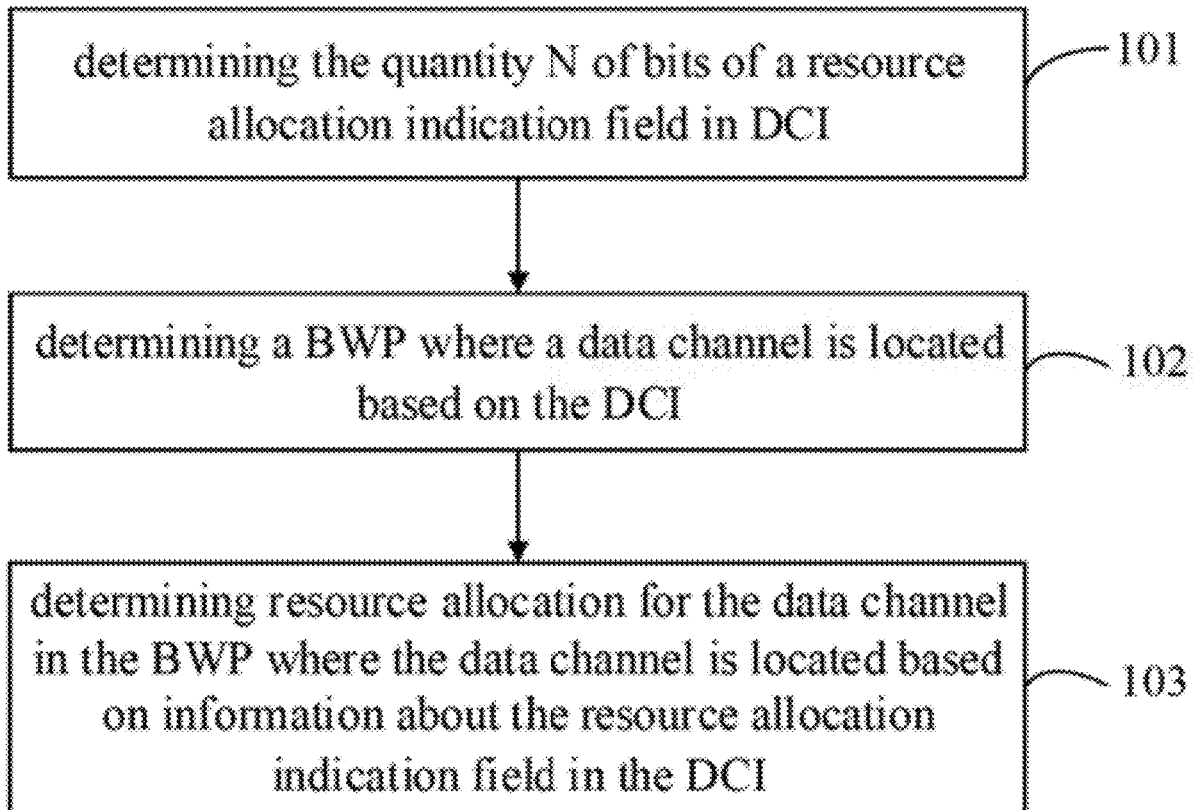 determining the quantity N of bits of a resource
allocation indication field in DCI
101
determining a BWP where a data channel is located
based on the DCI
102
determining resource allocation for the data channel
in the BWP where the data channel is located based
on information about the resource allocation
indication field in the DCI
103